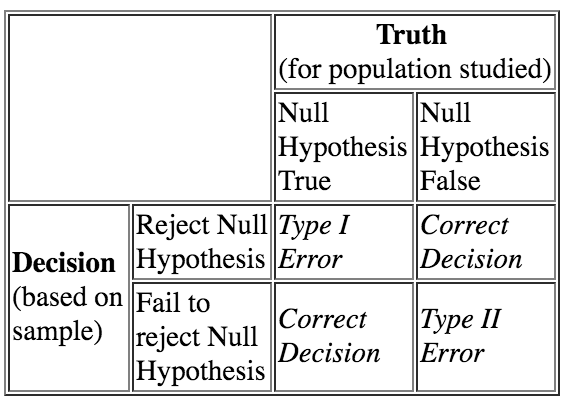 Truth
(for population studied)
Null
Hypothesis
True
Null
Hypothesis
False
Decision
(based on
sample)
Reject Null
Hypothesis
Type I
Error
Correct
Decision
Fail to
reject Null
Hypothesis
Correct
Decision
Type II
Error